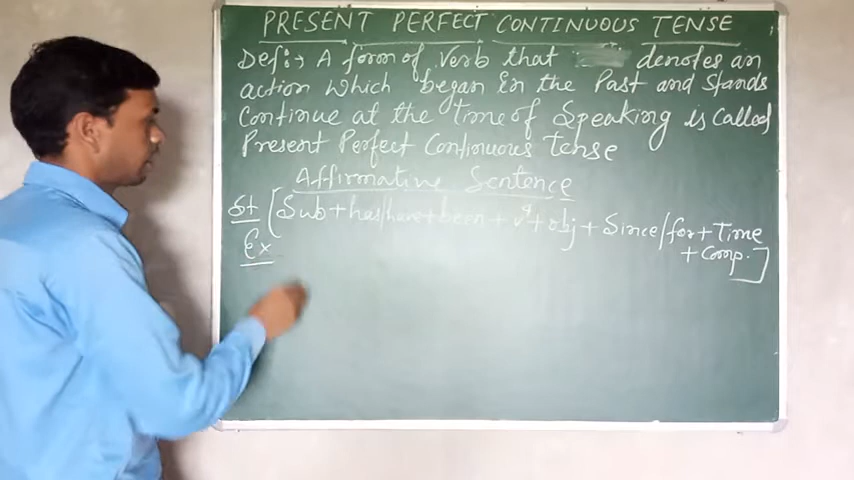 PRESENT PERFECT CONTINUOUS TENSE
Def:→ A form of Verb that denotes an
action which began in the Past and Stands
Continue at the Time of Speaking is Called
Present Perfect Continuous Tense
Affirmative Sentence
St [Sub + has/have + been + V⁴ + obj + Since/for + Time
+ Comp.]
Ex